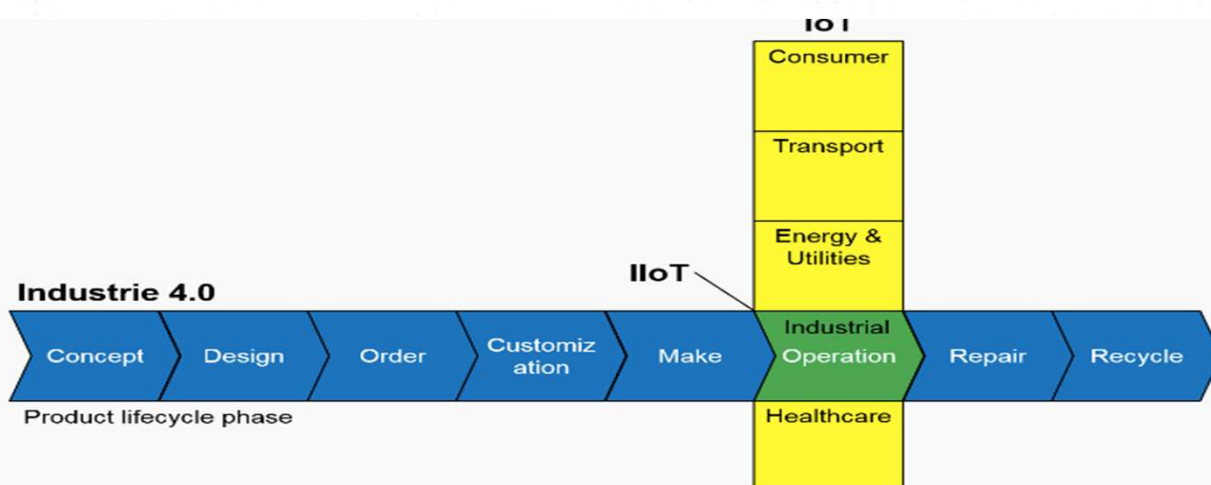 IoT
Consumer
Transport
Energy &
Utilities
IIoT
Industrie 4.0
Concept
Design
Order
Customiz
ation
Make
Industrial
Operation
Repair
Recycle
Product lifecycle phase
Healthcare